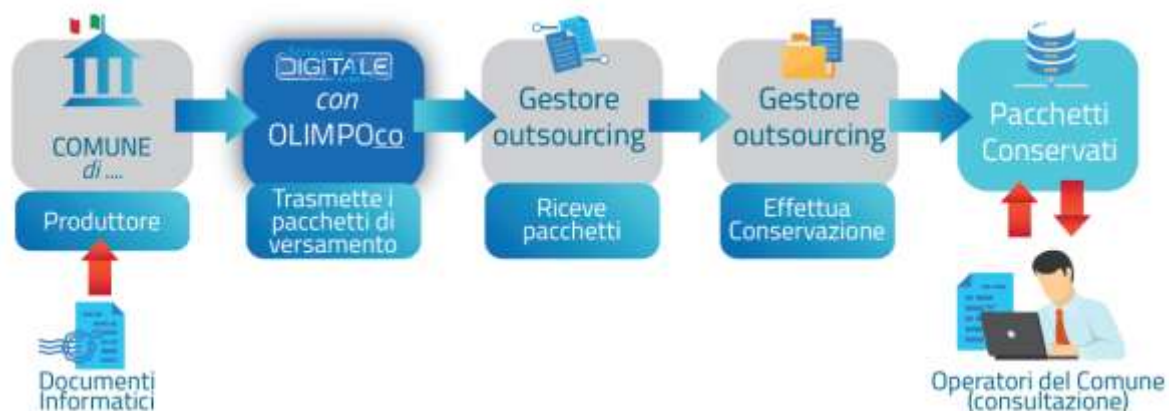 COMUNE
di ....
Produttore
Documenti
Informatici
DIGITALE
con
OLIMPOco
Trasmette i
pacchetti di
versamento
Gestore
outsourcing
Riceve
pacchetti
Gestore
outsourcing
Effettua
Conservazione
Pacchetti
Conservati
Operatori del Comune
(consultazione)